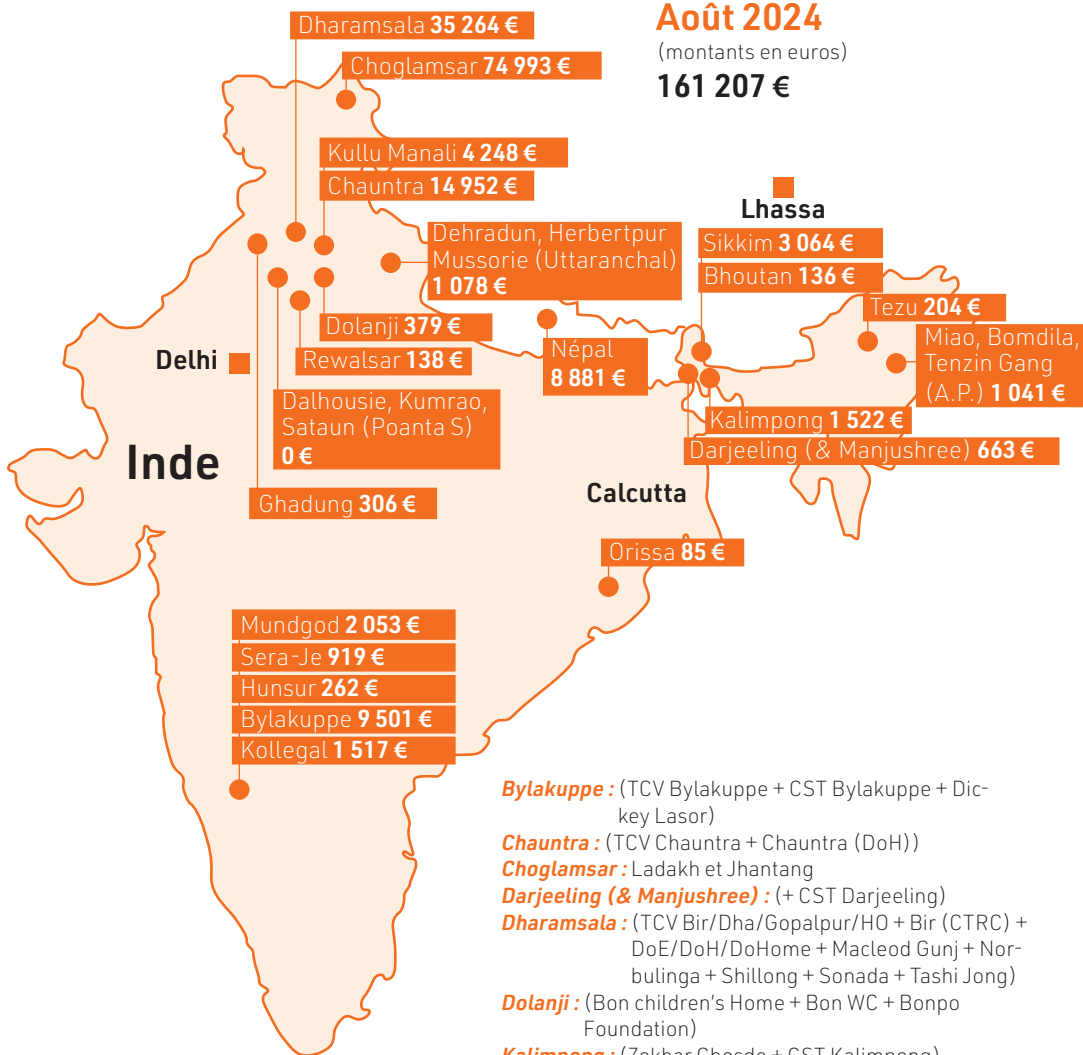 Août 2024
(montants en euros)
161 207 €
Dharamsala 35 264 €
Choglamsar 74 993 €
Kullu Manali 4 248 €
Chauntra 14 952 €
Dehradun, Herbertpur
Mussorie (Uttaranchal)
1 078 €
Lhassa
Sikkim 3 064 €
Bhoutan 136 €
Tezu 204 €
Miao, Bomdila,
Tenzin Gang
(A.P.) 1 041 €
Dolanji 379 €
Rewalsar 138 €
Delhi
Népal
8 881 €
Dalhousie, Kumrao,
Sataun (Poanta S)
0 €
Kalimpong 1 522 €
Darjeeling (& Manjushree) 663 €
Inde
Ghadung 306 €
Calcutta
Orissa 85 €
Mundgod 2 053 €
Sera-Je 919 €
Hunsur 262 €
Bylakuppe 9 501 €
Kollegal 1 517 €
Bylakuppe : (TCV Bylakuppe + CST Bylakuppe + Dic-
key Lasor)
Chauntra : (TCV Chauntra + Chauntra (DoH))
Choglamsar : Ladakh et Jhantang
Darjeeling (& Manjushree) : (+ CST Darjeeling)
Dharamsala : (TCV Bir/Dha/Gopalpur/HO + Bir (CTRC) +
DoE/DoH/DoHome + Macleod Gunj + Nor-
bulinga + Shillong + Sonada + Tashi Jong)
Dolanji : (Bon children's Home + Bon WC + Bonpo
Foundation)
Kalimpong : (Zekhar Chosde + CST Kalimpong)